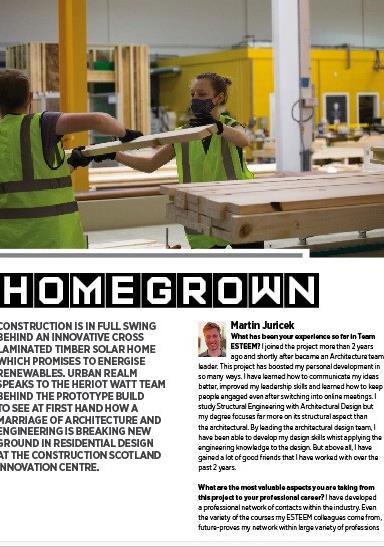 HOMEGROWN
CONSTRUCTION IS IN FULL SWING
BEHIND AN INNOVATIVE CROSS
LAMINATED TIMBER SOLAR HOME
WHICH PROMISES TO ENERGISE
RENEWABLES. URBAN REALM
SPEAKS TO THE HERIOT WATT TEAM
BEHIND THE PROTOTYPE BUILD
TO SEE AT FIRST HAND HOW A
MARRIAGE OF ARCHITECTURE AND
ENGINEERING IS BREAKING NEW
GROUND IN RESIDENTIAL DESIGN
AT THE CONSTRUCTION SCOTLAND
INNOVATION CENTRE.
Martin Juricek
What has been your experience so far in Team
ESTEEM? I joined the project more than 2 years
ago and shortly after became an Architecture team
leader. This project has boosted my personal development in
so many ways. I have learned how to communicate my ideas
better, improved my leadership skills and learned how to keep
people engaged even after switching into online meetings. I
study Structural Engineering with Architectural Design but
my degree focuses far more on its structural aspect than
the architectural. By leading the architectural design team, I
have been able to develop my design skills whist applying the
engineering knowledge to the design. But above all, I have
gained a lot of good friends that I have worked with over the
past 2 years.
What are the most valuable aspects you are taking from
this project to your professional career? I have developed
a professional network of contacts within the industry. Even
the variety of the courses my ESTEEM colleagues come from,
future-proves my network within large variety of professions